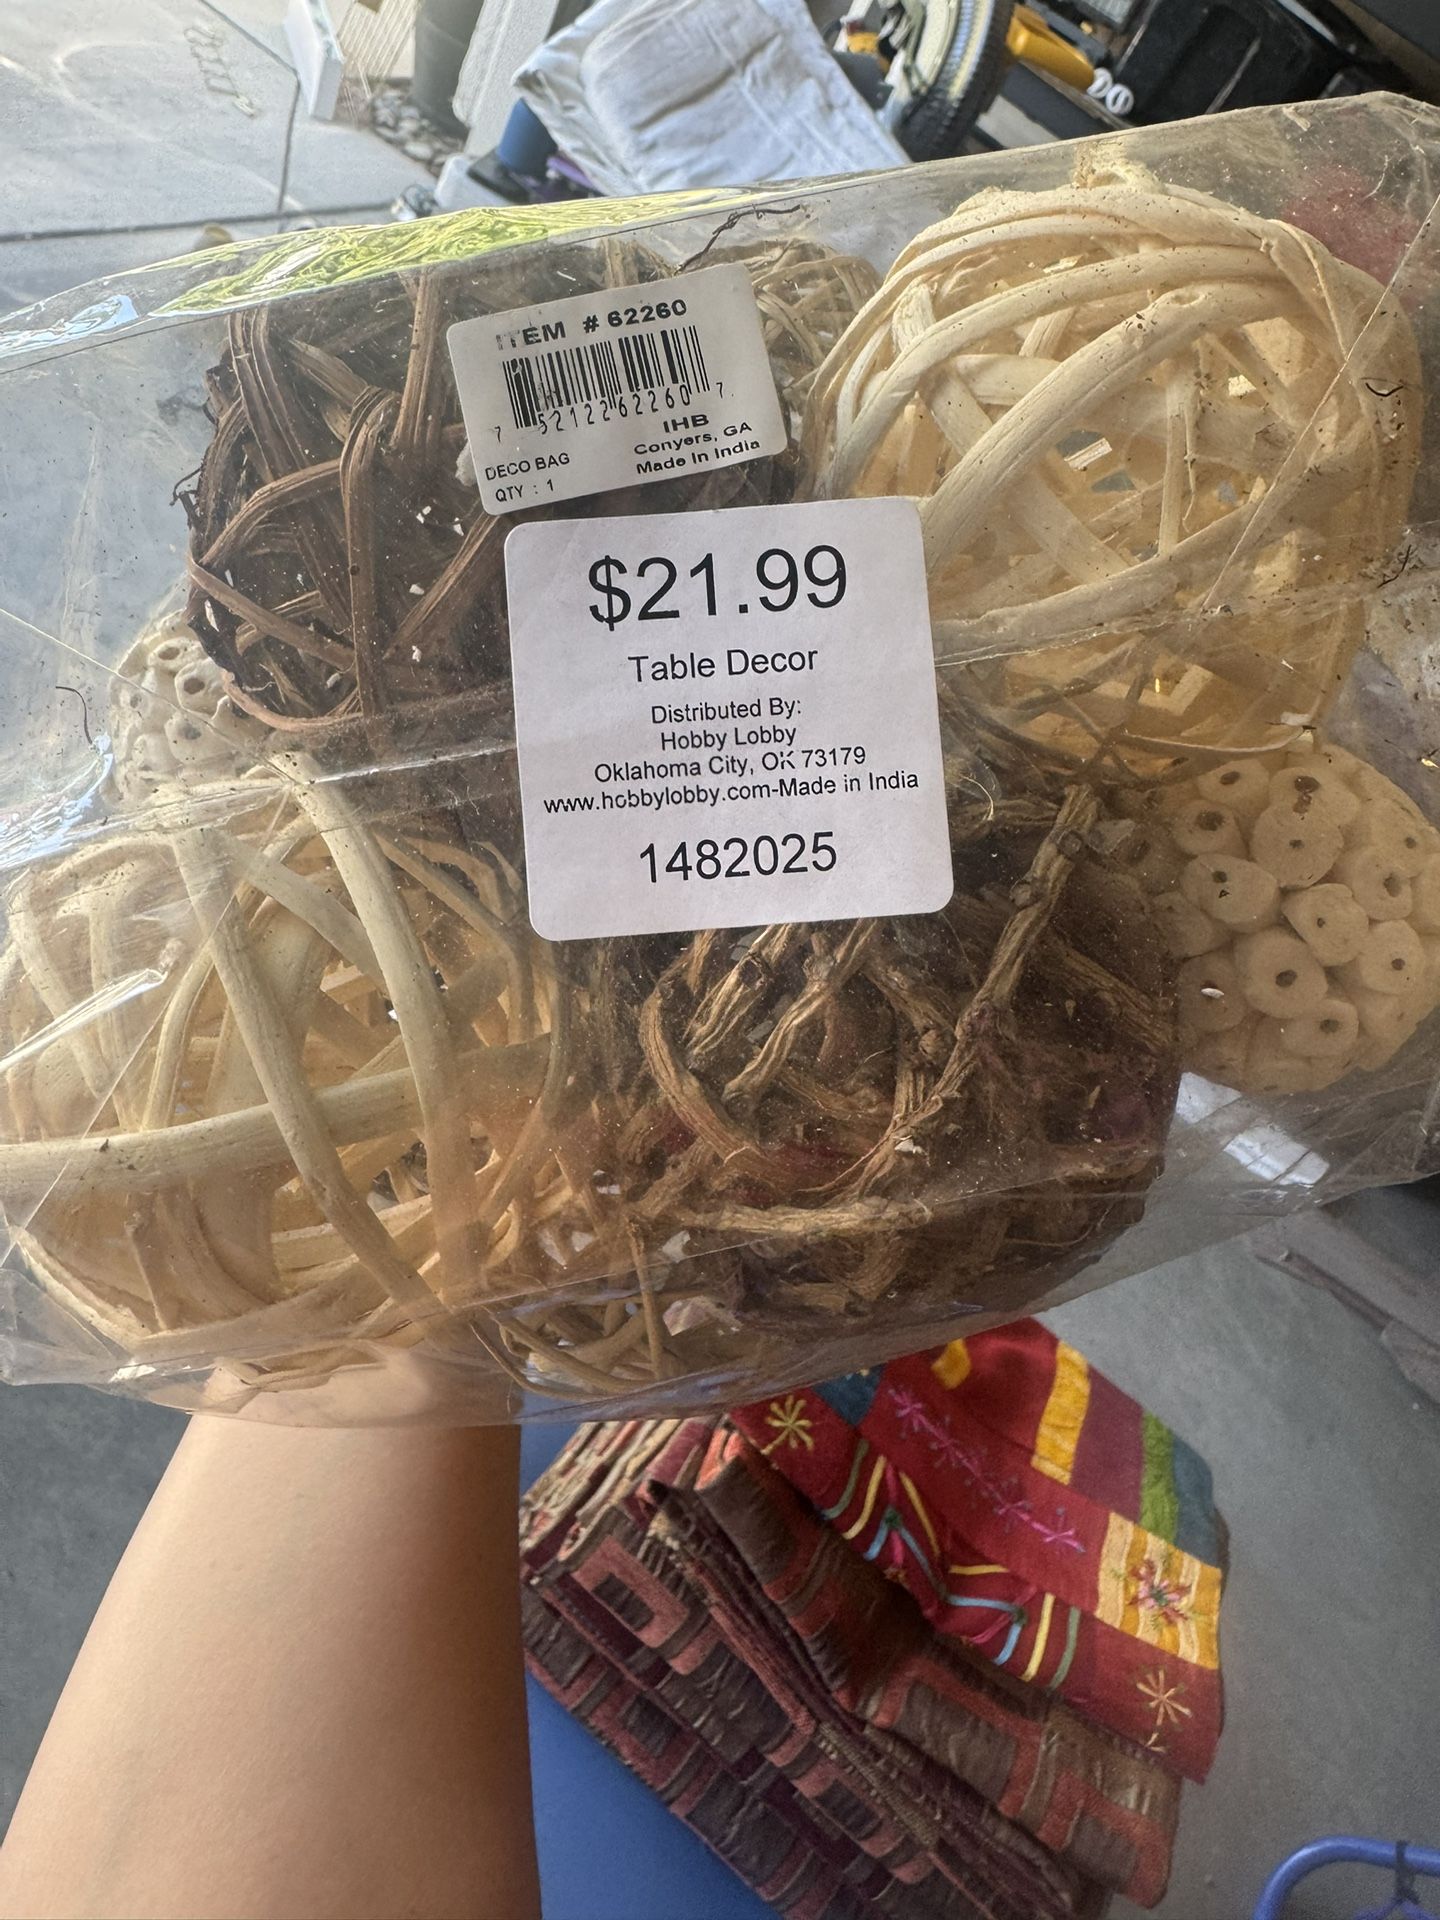 ITEM # 62260
7 52122 62260 7
IHB
Conyers, GA
Made In India
DECO BAG
QTY : 1
$21.99
Table Decor
Distributed By:
Hobby Lobby
Oklahoma City, OK 73179
www.hobbylobby.com-Made in India
1482025